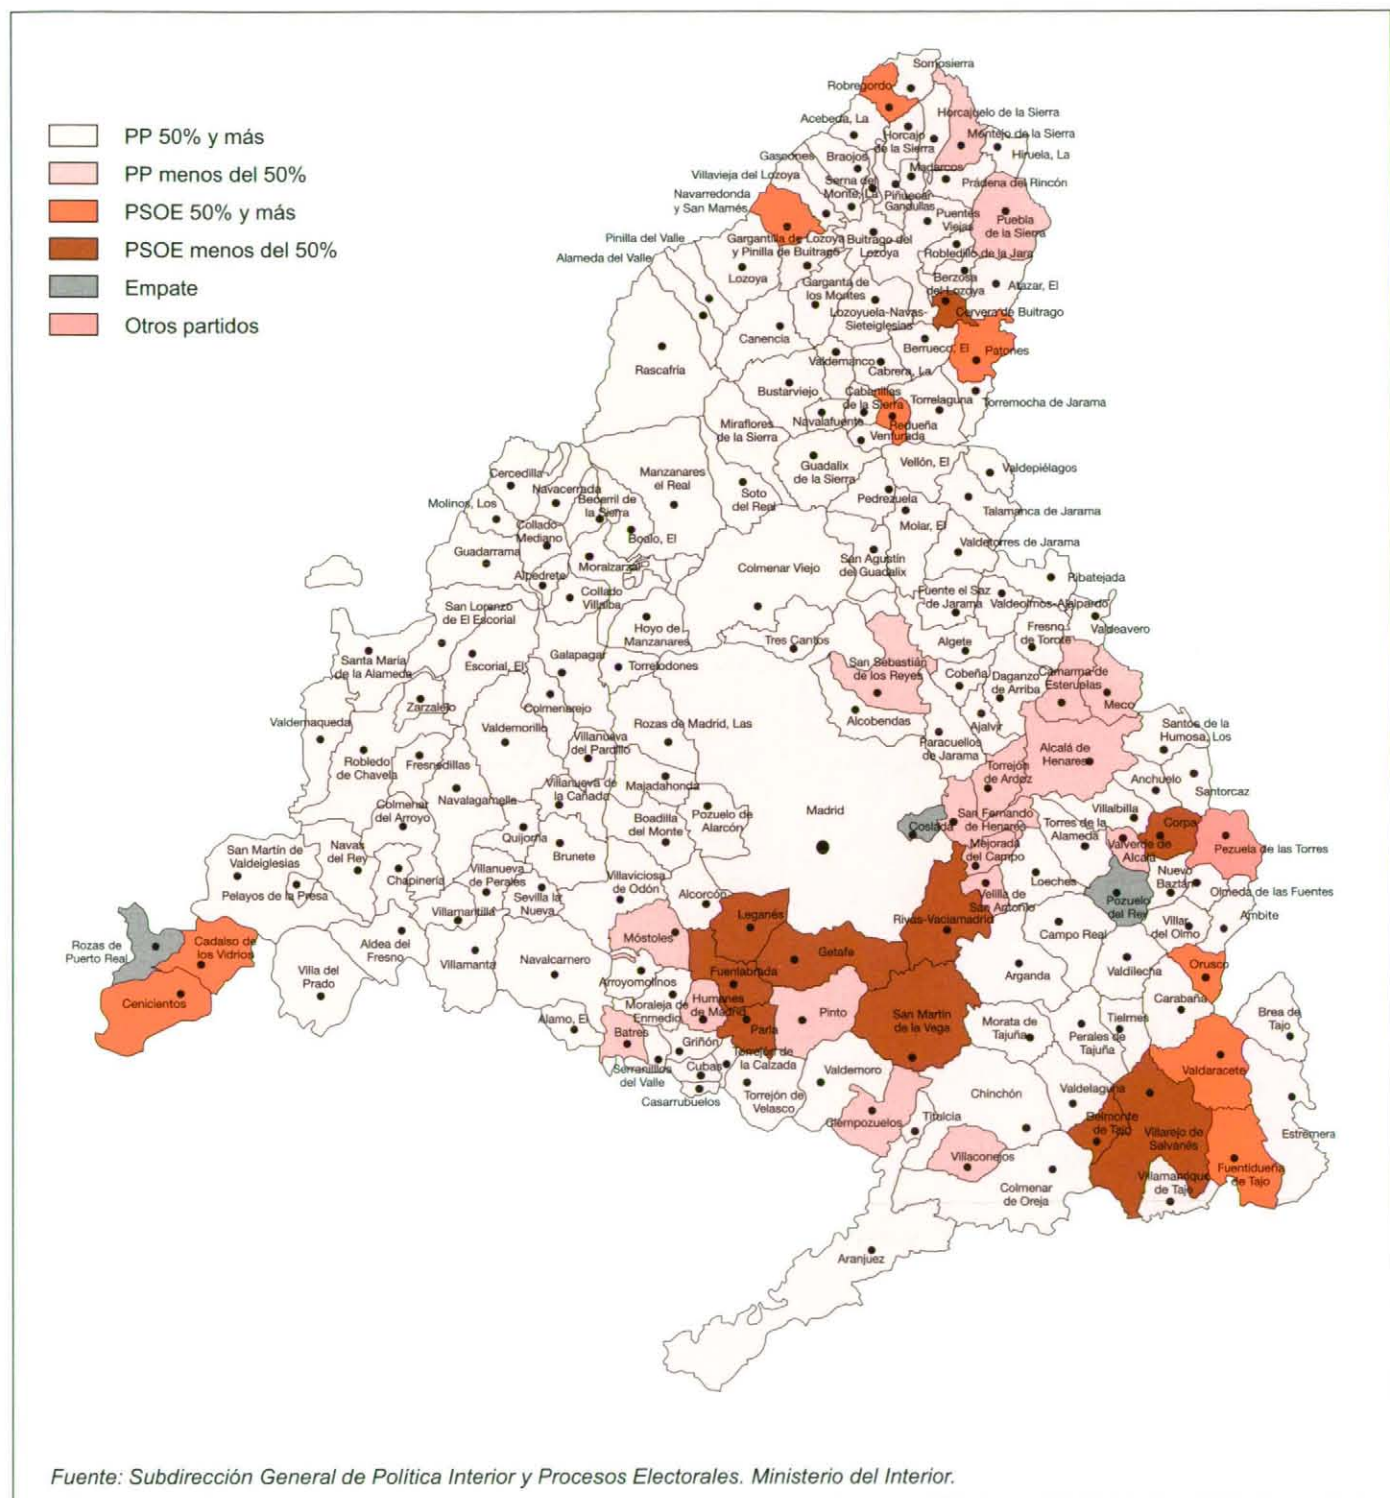 PP 50% y más
PP menos del 50%
PSOE 50% y más
PSOE menos del 50%
Empate
Otros partidos
Somosierra
Robregordo
Horcajuelo de la Sierra
Acebeda, La
Horcajo
de la Sierra
Montejo de la Sierra
Hiruela, La
Gascones
Braojos
Madarcos
Villavieja del Lozoya
Serna del
Monte, La
Piñuecar
Gandullas
Prádena del Rincón
Navarredonda
y San Mamés
Puentes
Viejas
Puebla
de la Sierra
Pinilla del Valle
Gargantilla de Lozoya
y Pinilla de Buitrago
Buitrago del
Lozoya
Robledillo de la Jara
Alameda del Valle
Lozoya
Garganta de
los Montes
Berzosa
del Lozoya
Atazar, El
Lozoyuela-Navas-
Sieteiglesias
Cervera de Buitrago
Canencia
Berrueco, El
Patones
Rascafría
Valdemanco
Cabrera, La
Bustarviejo
Cabanillas
de la Sierra
Torrelaguna
Torremocha de Jarama
Miraflores
de la Sierra
Navalafuente
Redueña
Venturada
Cercedilla
Navacerrada
Manzanares
el Real
Guadalix
de la Sierra
Vellón, El
Valdepiélagos
Molinos, Los
Becerril de
la Sierra
Soto
del Real
Pedrezuela
Talamanca de Jarama
Collado
Mediano
Boalo, El
Molar, El
Guadarrama
Moralzarzal
Valdetorres de Jarama
Alpedrete
Colmenar Viejo
San Agustín
del Guadalix
Ribatejada
Collado
Villalba
Fuente el Saz
de Jarama
Valdeolmos-Alalpardo
San Lorenzo
de El Escorial
Hoyo de
Manzanares
Tres Cantos
Algete
Fresno
de Torote
Valdeavero
Santa María
de la Alameda
Escorial, El
Galapagar
Torrelodones
San Sebastián
de los Reyes
Cobeña
Daganzo
de Arriba
Camarma de
Esteruelas
Zarzalejo
Colmenarejo
Meco
Valdemaqueda
Valdemorillo
Rozas de Madrid, Las
Alcobendas
Ajalvir
Santos de la
Humosa, Los
Villanueva
del Pardillo
Paracuellos
de Jarama
Alcalá de
Henares
Robledo
de Chavela
Fresnedillas
Torrejón
de Ardoz
Anchuelo
Navalagamella
Villanueva de
la Cañada
Majadahonda
Santorcaz
Colmenar
del Arroyo
Boadilla
del Monte
Pozuelo de
Alarcón
Madrid
Coslada
San Fernando
de Henares
Torres de la
Alameda
Villalbilla
Corpa
Quijorna
Mejorada
del Campo
Valverde de
Alcalá
Pezuela de las Torres
San Martín de
Valdeiglesias
Navas
del Rey
Brunete
Nuevo
Baztán
Chapinería
Villanueva
de Perales
Villaviciosa
de Odón
Loeches
Olmeda de las Fuentes
Pelayos de la Presa
Sevilla la
Nueva
Alcorcón
Velilla de
San Antonio
Pozuelo
del Rey
Villamantilla
Leganés
Rivas-Vaciamadrid
Villar
del Olmo
Ambite
Rozas de
Puerto Real
Cadalso de
los Vidrios
Aldea del
Fresno
Móstoles
Campo Real
Villa del
Prado
Villamanta
Navalcarnero
Getafe
Fuenlabrada
Arganda
Valdilecha
Orusco
Cenicientos
Arroyomolinos
Moraleja de
Enmedio
Humanes
de Madrid
Carabaña
Alamo, El
Batres
Parla
Pinto
San Martín
de la Vega
Morata de
Tajuña
Tielmes
Perales de
Tajuña
Brea de
Tajo
Griñón
Torrejón de
la Calzada
Serranillos
del Valle
Cubas
Valdemoro
Valdaracete
Casarrubuelos
Torrejón de
Velasco
Chinchón
Valdelaguna
Ciempozuelos
Titulcia
Belmonte
de Tajo
Villarejo de
Salvanés
Estremera
Villaconejos
Fuentidueña
de Tajo
Colmenar
de Oreja
Villamanrique
de Tajo
Aranjuez
Fuente: Subdirección General de Política Interior y Procesos Electorales. Ministerio del Interior.